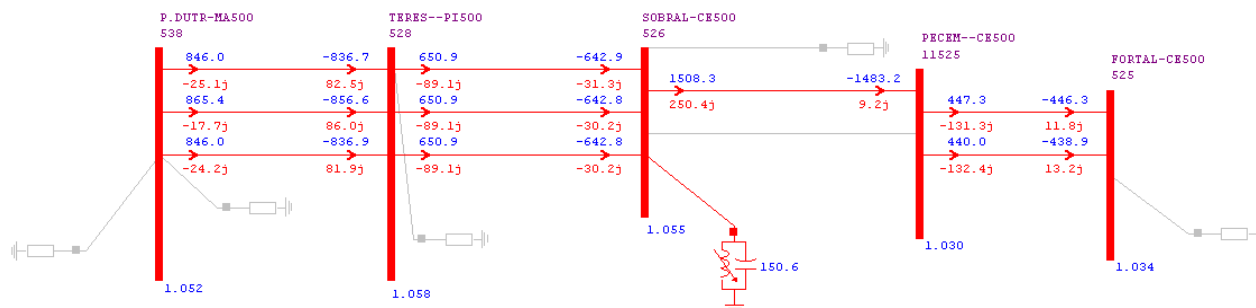 P.DUTR-MA500
538
TERES--PI500
528
SOBRAL-CE500
526
PECEM--CE500
11525
FORTAL-CE500
525
846.0 -836.7 650.9 -642.9
-25.1j 82.5j -89.1j -31.3j
1508.3 -1483.2
250.4j 9.2j
865.4 -856.6 650.9 -642.8
-17.7j 86.0j -89.1j -30.2j
447.3 -446.3
-131.3j 11.8j
846.0 -836.9 650.9 -642.8
-24.2j 81.9j -89.1j -30.2j
440.0 -438.9
-132.4j 13.2j
1.055
1.030
150.6
1.034
1.052
1.058